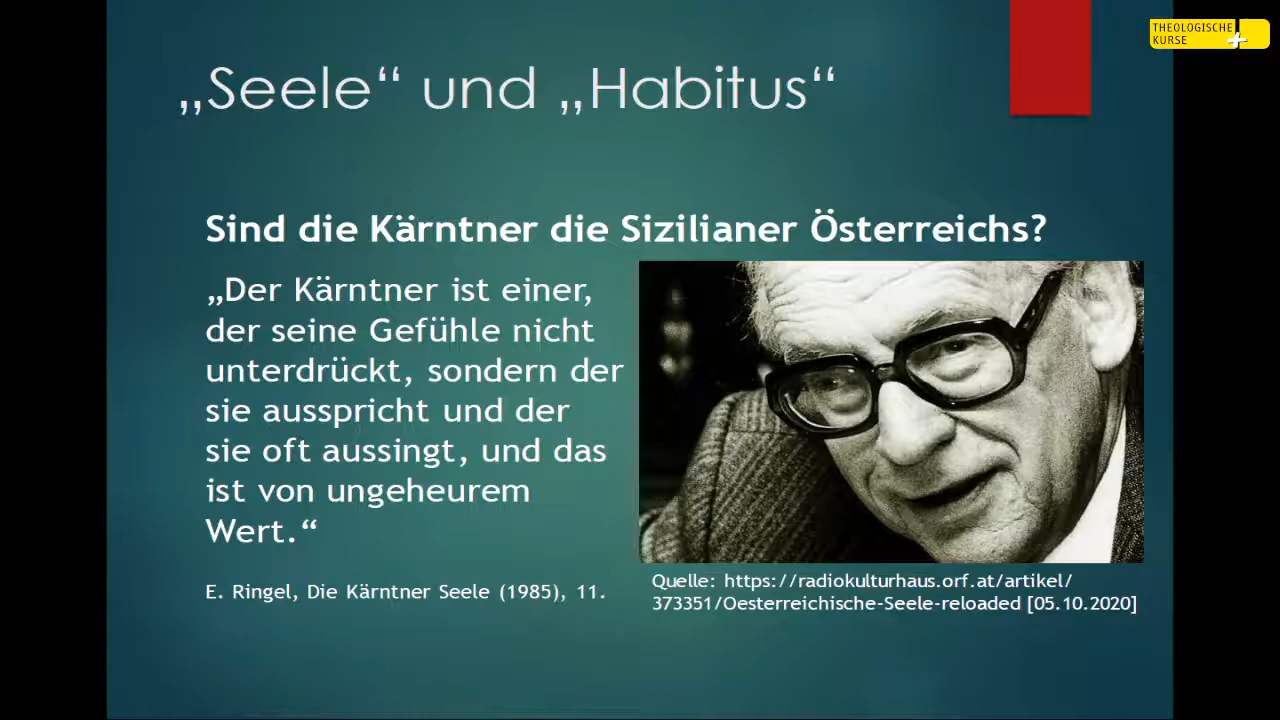 THEOLOGISCHE
KURSE
„Seele“ und „Habitus“
Sind die Kärntner die Sizilianer Österreichs?
„Der Kärntner ist einer,
der seine Gefühle nicht
unterdrückt, sondern der
sie ausspricht und der
sie oft aussingt, und das
ist von ungeheurem
Wert.“
E. Ringel, Die Kärntner Seele (1985), 11.
Quelle: https://radiokulturhaus.orf.at/artikel/
373351/Oesterreichische-Seele-reloaded [05.10.2020]